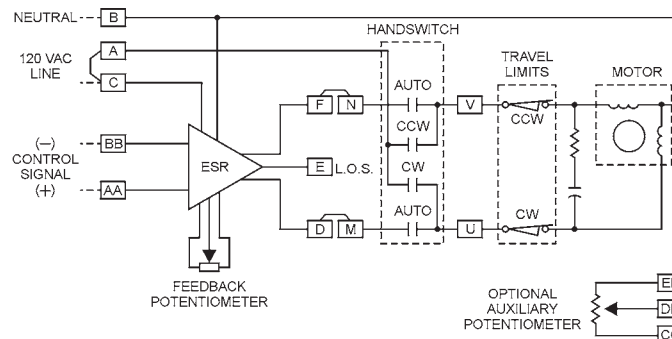 NEUTRAL B
HANDSWITCH
A
120 VAC
LINE
C
TRAVEL
LIMITS
MOTOR
AUTO
F N
V
CCW
CCW
(–)
CONTROL
SIGNAL
(+)
BB
AA
ESR
E L.O.S.
CW
AUTO
D M
U
CW
FEEDBACK
POTENTIOMETER
OPTIONAL
AUXILIARY
POTENTIOMETER